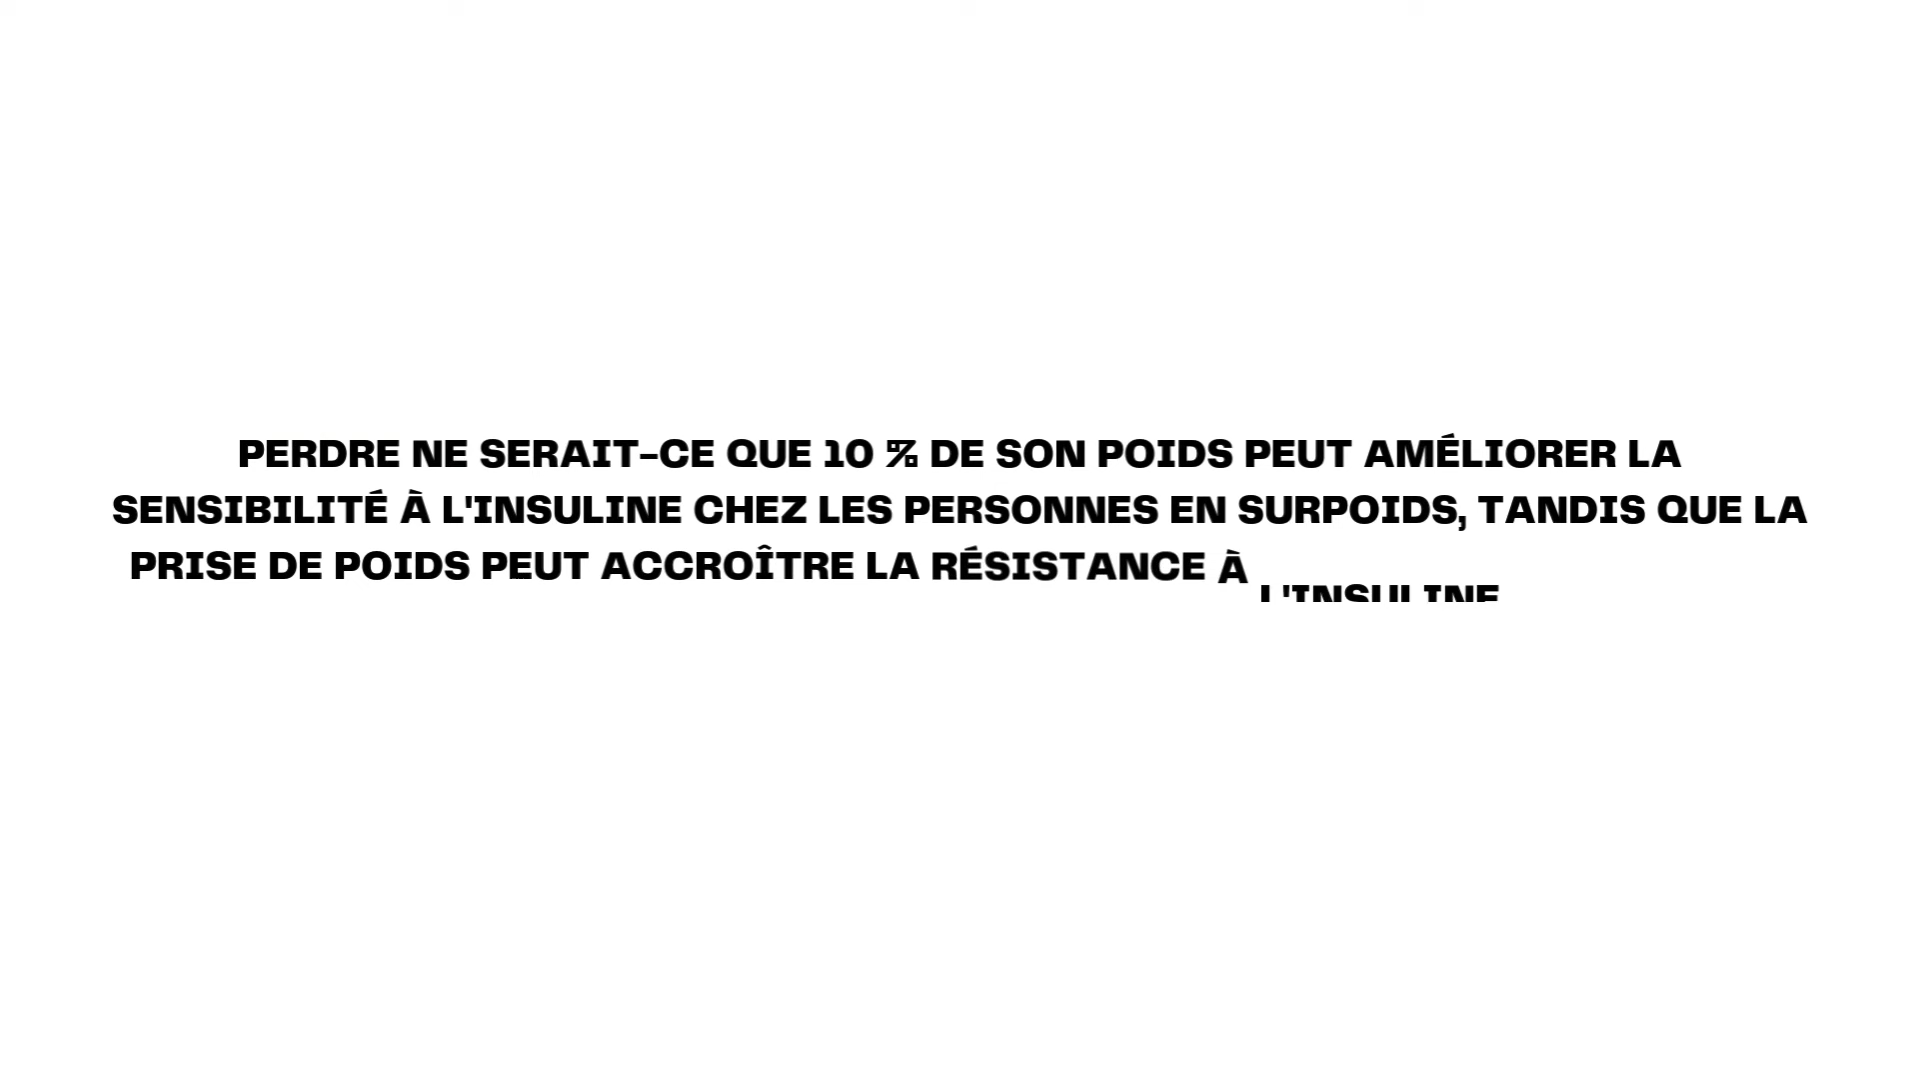 PERDRE NE SERAIT-CE QUE 10 % DE SON POIDS PEUT AMÉLIORER LA
SENSIBILITÉ À L'INSULINE CHEZ LES PERSONNES EN SURPOIDS, TANDIS QUE LA
PRISE DE POIDS PEUT ACCROÎTRE LA RÉSISTANCE À L'INSULINE